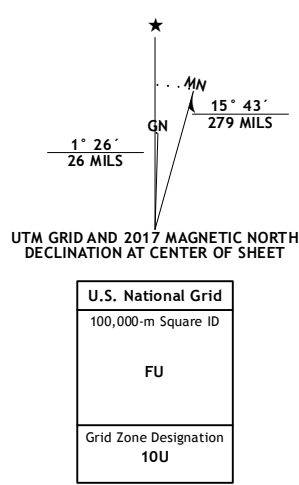 ★
MN
GN
15° 43´
279 MILS
1° 26´
26 MILS
UTM GRID AND 2017 MAGNETIC NORTH
DECLINATION AT CENTER OF SHEET
U.S. National Grid
100,000-m Square ID
FU
Grid Zone Designation
10U